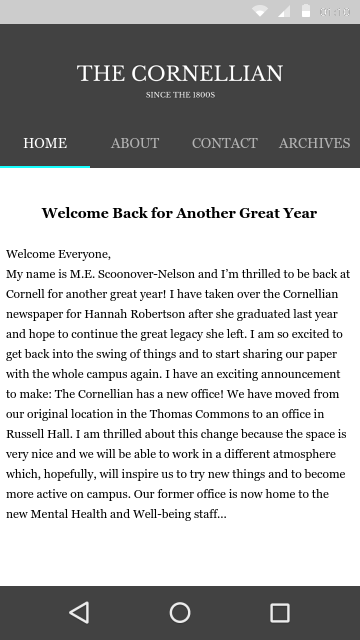 THE CORNELLIAN
SINCE THE 1800S
HOME ABOUT CONTACT ARCHIVES
Welcome Back for Another Great Year
Welcome Everyone,
My name is M.E. Scoonover-Nelson and I'm thrilled to be back at
Cornell for another great year! I have taken over the Cornellian
newspaper for Hannah Robertson after she graduated last year
and hope to continue the great legacy she left. I am so excited to
get back into the swing of things and to start sharing our paper
with the whole campus again. I have an exciting announcement
to make: The Cornellian has a new office! We have moved from
our original location in the Thomas Commons to an office in
Russell Hall. I am thrilled about this change because the space is
very nice and we will be able to work in a different atmosphere
which, hopefully, will inspire us to try new things and to become
more active on campus. Our former office is now home to the
new Mental Health and Well-being staff...